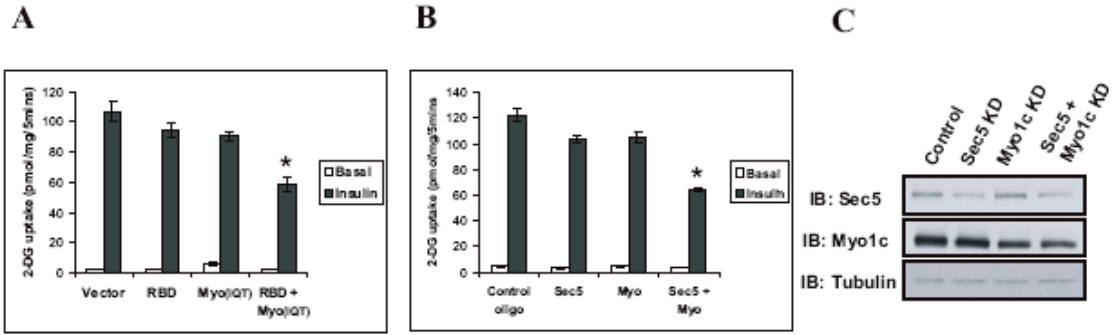 A
2-DG uptake (pmol/mg/5mins)
120
100
80
60
40
20
0
Vector
RBD
Myo(IQT)
RBD +
Myo(IQT)
*
Basal
Insulin
B
2-DG uptake (pmol/mg/5mins)
140
120
100
80
60
40
20
0
Control
oligo
Sec5
Myo
Sec5 +
Myo
*
Basal
Insulin
C
Control
Sec5 KD
Myo1c KD
Sec5 +
Myo1c KD
IB: Sec5
IB: Myo1c
IB: Tubulin